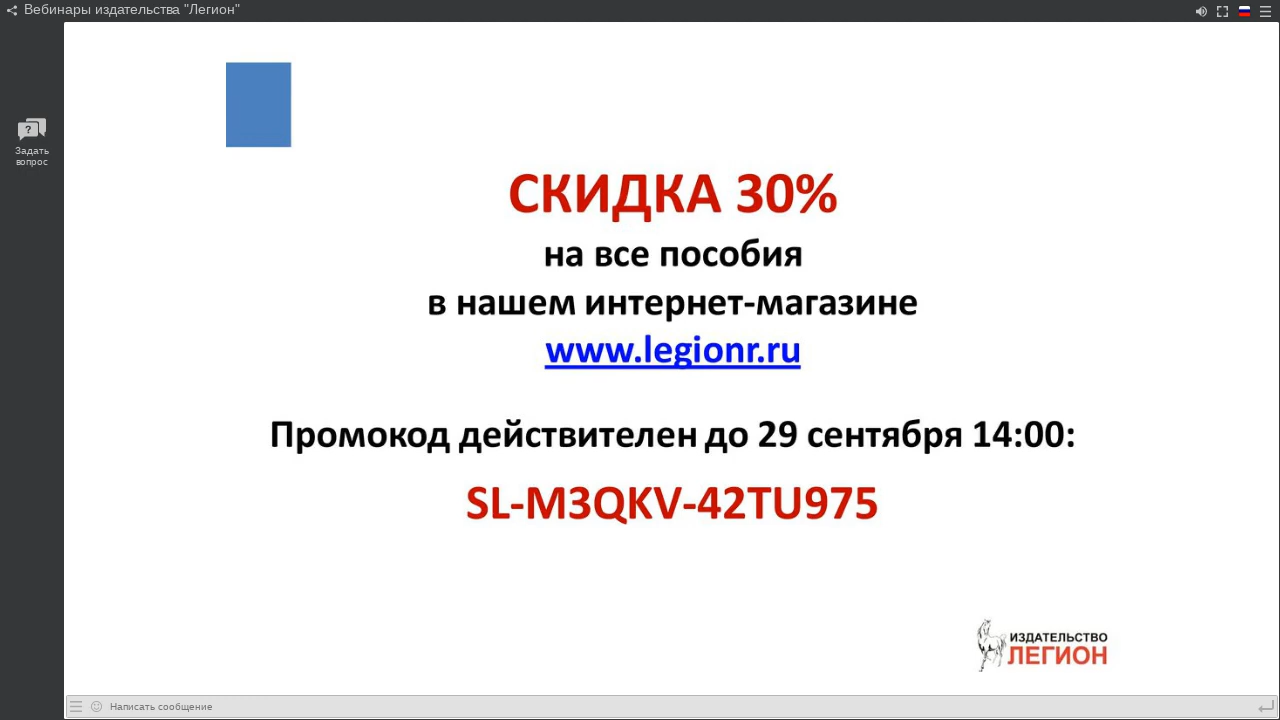 Вебинары издательства "Легион"
Задать
вопрос
СКИДКА 30%
на все пособия
в нашем интернет-магазине
www.legionr.ru
Промокод действителен до 29 сентября 14:00:
SL-M3QKV-42TU975
ИЗДАТЕЛЬСТВО
ЛЕГИОН
Написать сообщение